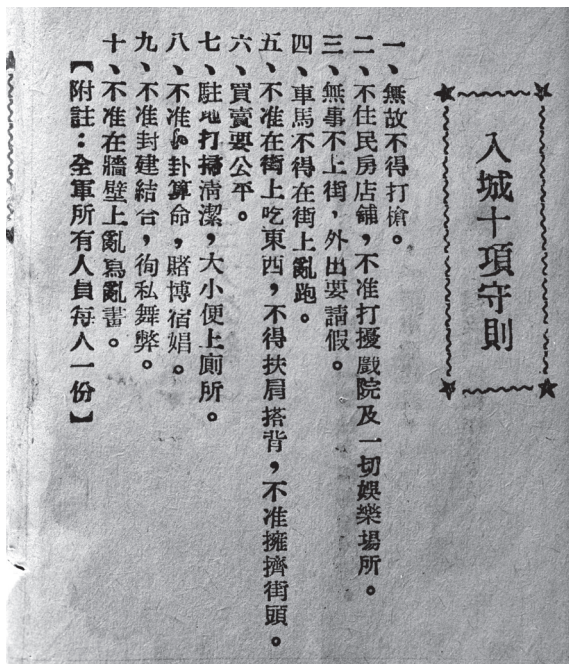 入城十項守則
一、無故不得打槍。
二、不住民房店鋪,不准打擾戲院及一切娛樂場所。
三、無事不上街,外出要請假。
四、車馬不得在街上亂跑。
五、不准在街上吃東西,不得扶肩搭背,不准擁擠街頭。
六、買賣要公平。
七、駐地打掃清潔,大小便上廁所。
八、不准卦算命,賭博宿娼。
九、不准封建結合,徇私舞弊。
十、不准在牆壁上亂寫亂畫。
【附註:全軍所有人員每人一份】